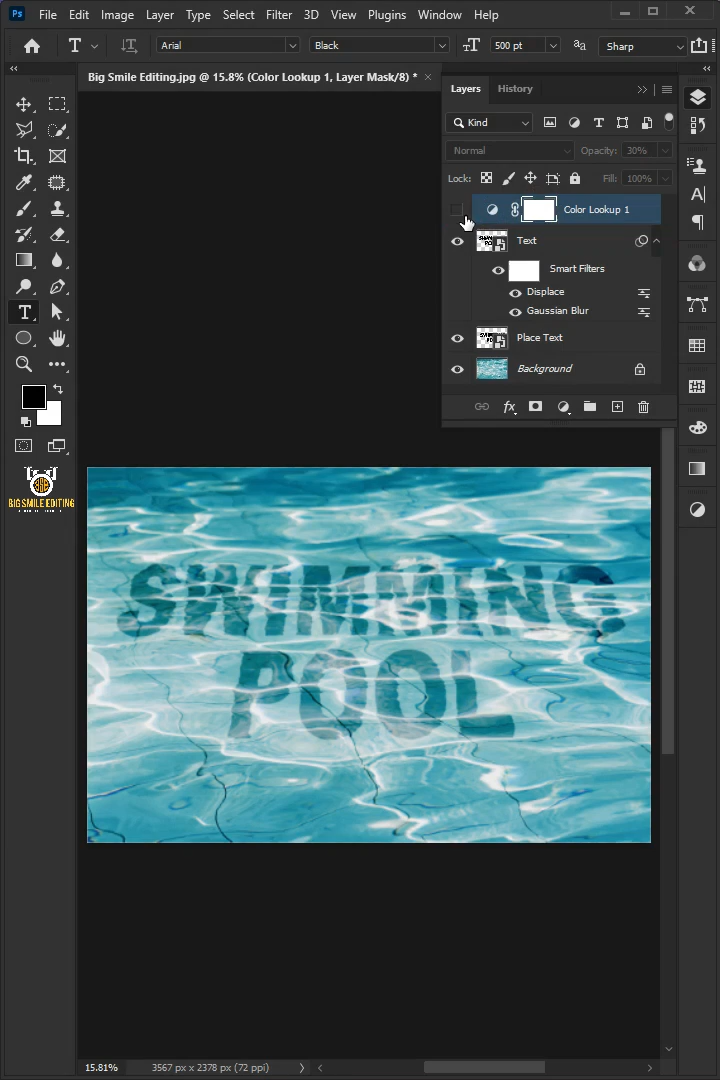 Ps File Edit Image Layer Type Select Filter 3D View Plugins Window Help
T Arial Black 500 pt Sharp
Big Smile Editing.jpg @ 15.8% (Color Lookup 1, Layer Mask/8) *
Layers History
Kind
Normal Opacity: 30%
Lock: Fill: 100%
Color Lookup 1
Text
Smart Filters
Displace
Gaussian Blur
Place Text
Background
fx
BIG SMILE EDITING
SWIMMING
POOL
15.81% 3567 px x 2378 px (72 ppi)